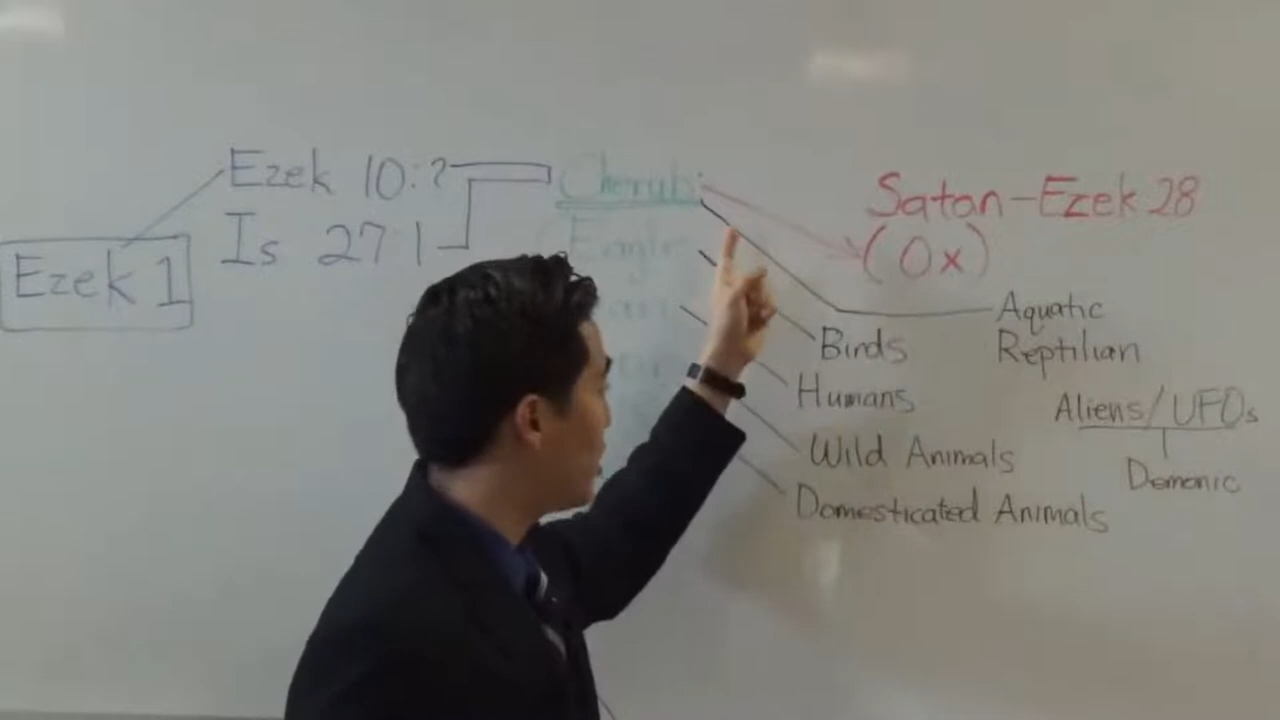 Ezek 10:?
Is 27:1
Ezek 1
Cherub
Eagle
Satan-Ezek 28
(Ox)
Aquatic
Reptilian
Birds
Humans
Wild Animals
Domesticated Animals
Aliens/UFOs
Demonic